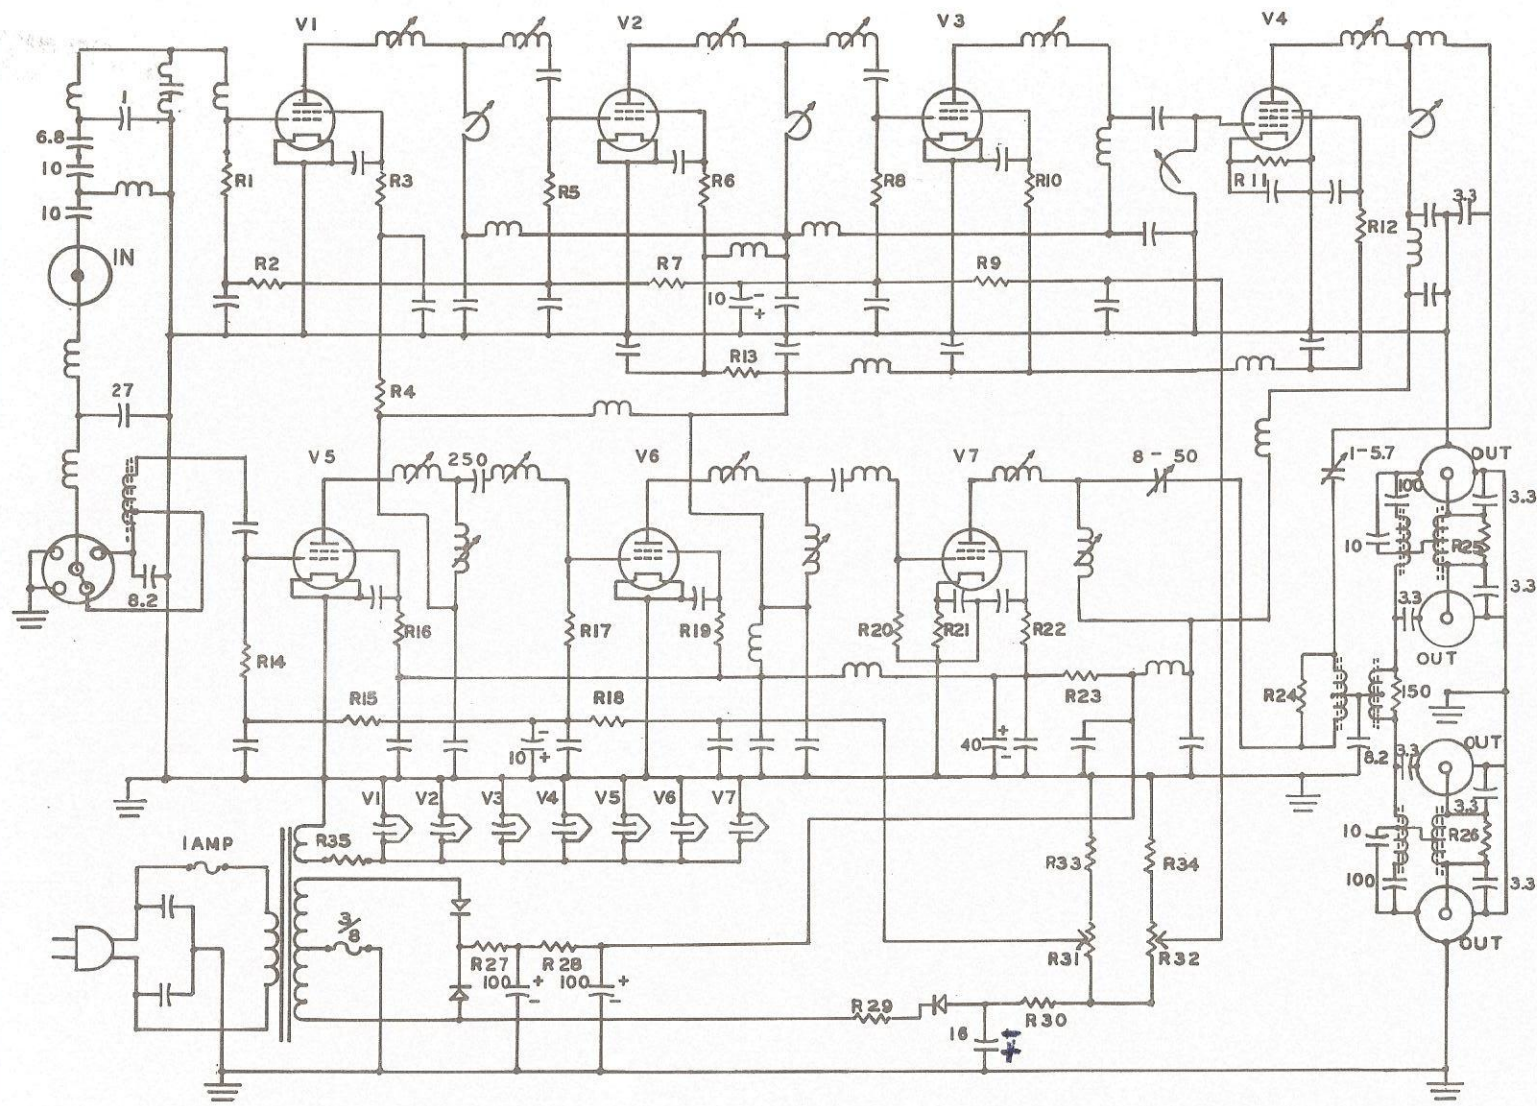 V1
V2
V3
V4
1
6.8
10
10
IN
R1
R3
R5
R6
R8
R10
R11
R12
3.3
R2
R7
R9
10
-
+
R13
R4
27
8.2
V5
250
V6
V7
8-50
1-5.7
OUT
100
3.3
10
R25
3.3
3.3
OUT
R14
R16
R17
R19
R20
R21
R22
R15
R18
R23
R24
150
10
-
+
40
+
-
8.2
3.3
OUT
3.3
10
R26
100
3.3
OUT
V1
V2
V3
V4
V5
V6
V7
1 AMP
R35
R33
R34
3/8
R27
R28
100
+
-
100
+
-
R31
R32
R29
R30
16